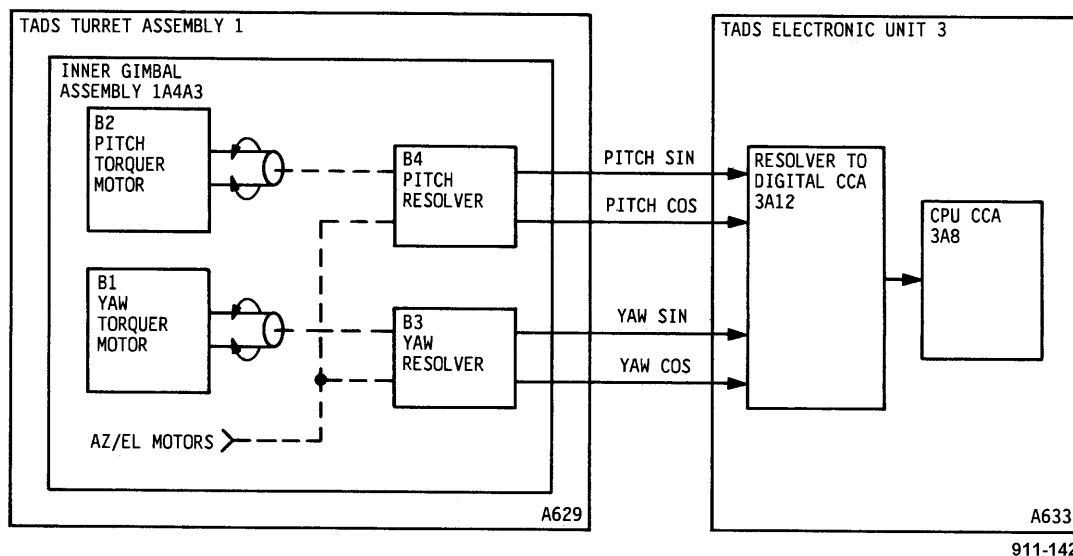 TADS TURRET ASSEMBLY 1
INNER GIMBAL
ASSEMBLY 1A4A3
B2
PITCH
TORQUER
MOTOR
B4
PITCH
RESOLVER
B1
YAW
TORQUER
MOTOR
B3
YAW
RESOLVER
AZ/EL MOTORS
A629
PITCH SIN
PITCH COS
YAW SIN
YAW COS
TADS ELECTRONIC UNIT 3
RESOLVER TO
DIGITAL CCA
3A12
CPU CCA
3A8
A633
911-142